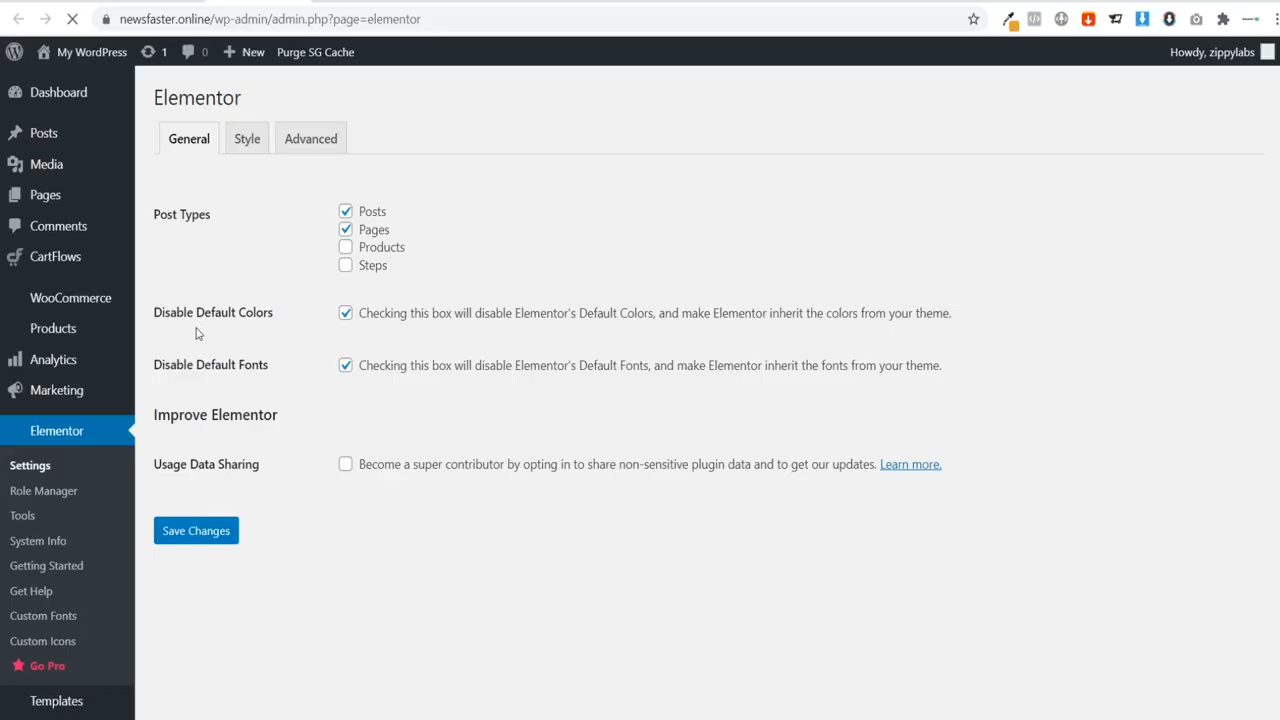 newsfaster.online/wp-admin/admin.php?page=elementor
My WordPress 1 0 New Purge SG Cache Howdy, zippylabs
Dashboard
Posts
Media
Pages
Comments
CartFlows
WooCommerce
Products
Analytics
Marketing
Elementor
Settings
Role Manager
Tools
System Info
Getting Started
Get Help
Custom Fonts
Custom Icons
Go Pro
Templates
Elementor
General Style Advanced
Post Types
Posts
Pages
Products
Steps
Disable Default Colors Checking this box will disable Elementor's Default Colors, and make Elementor inherit the colors from your theme.
Disable Default Fonts Checking this box will disable Elementor's Default Fonts, and make Elementor inherit the fonts from your theme.
Improve Elementor
Usage Data Sharing Become a super contributor by opting in to share non-sensitive plugin data and to get our updates. Learn more.
Save Changes